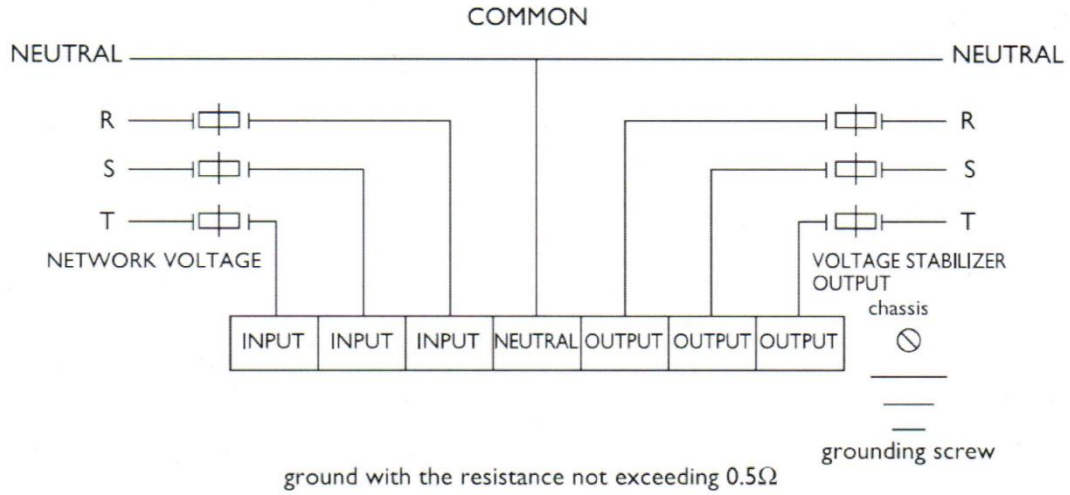 COMMON
NEUTRAL NEUTRAL
R R
S S
T T
NETWORK VOLTAGE
VOLTAGE STABILIZER
OUTPUT
chassis
INPUT INPUT INPUT NEUTRAL OUTPUT OUTPUT OUTPUT
grounding screw
ground with the resistance not exceeding 0.5Ω